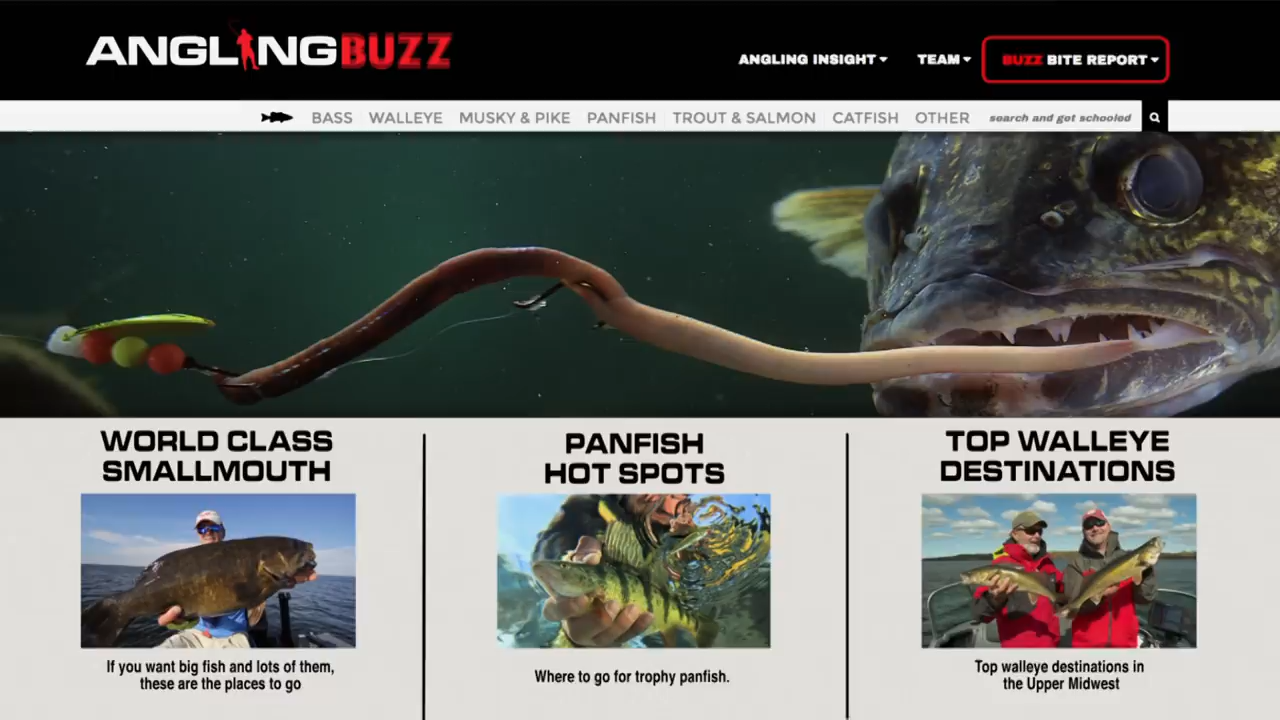 ANGLINGBUZZ
ANGLING INSIGHT TEAM BUZZ BITE REPORT
BASS WALLEYE MUSKY & PIKE PANFISH TROUT & SALMON CATFISH OTHER search and get schooled
WORLD CLASS
SMALLMOUTH
If you want big fish and lots of them,
these are the places to go
PANFISH
HOT SPOTS
Where to go for trophy panfish.
TOP WALLEYE
DESTINATIONS
Top walleye destinations in
the Upper Midwest